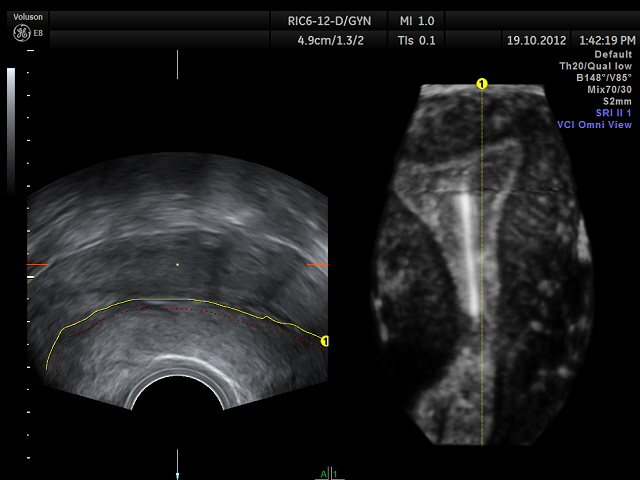 Voluson
E8
RIC6-12-D/GYN
MI 1.0
4.9cm/1.3/2
TIs 0.1
19.10.2012
1:42:19 PM
Default
Th20/Qual low
B148°/V85°
Mix70/30
S2mm
SRI II 1
VCI Omni View
1
1
A 1